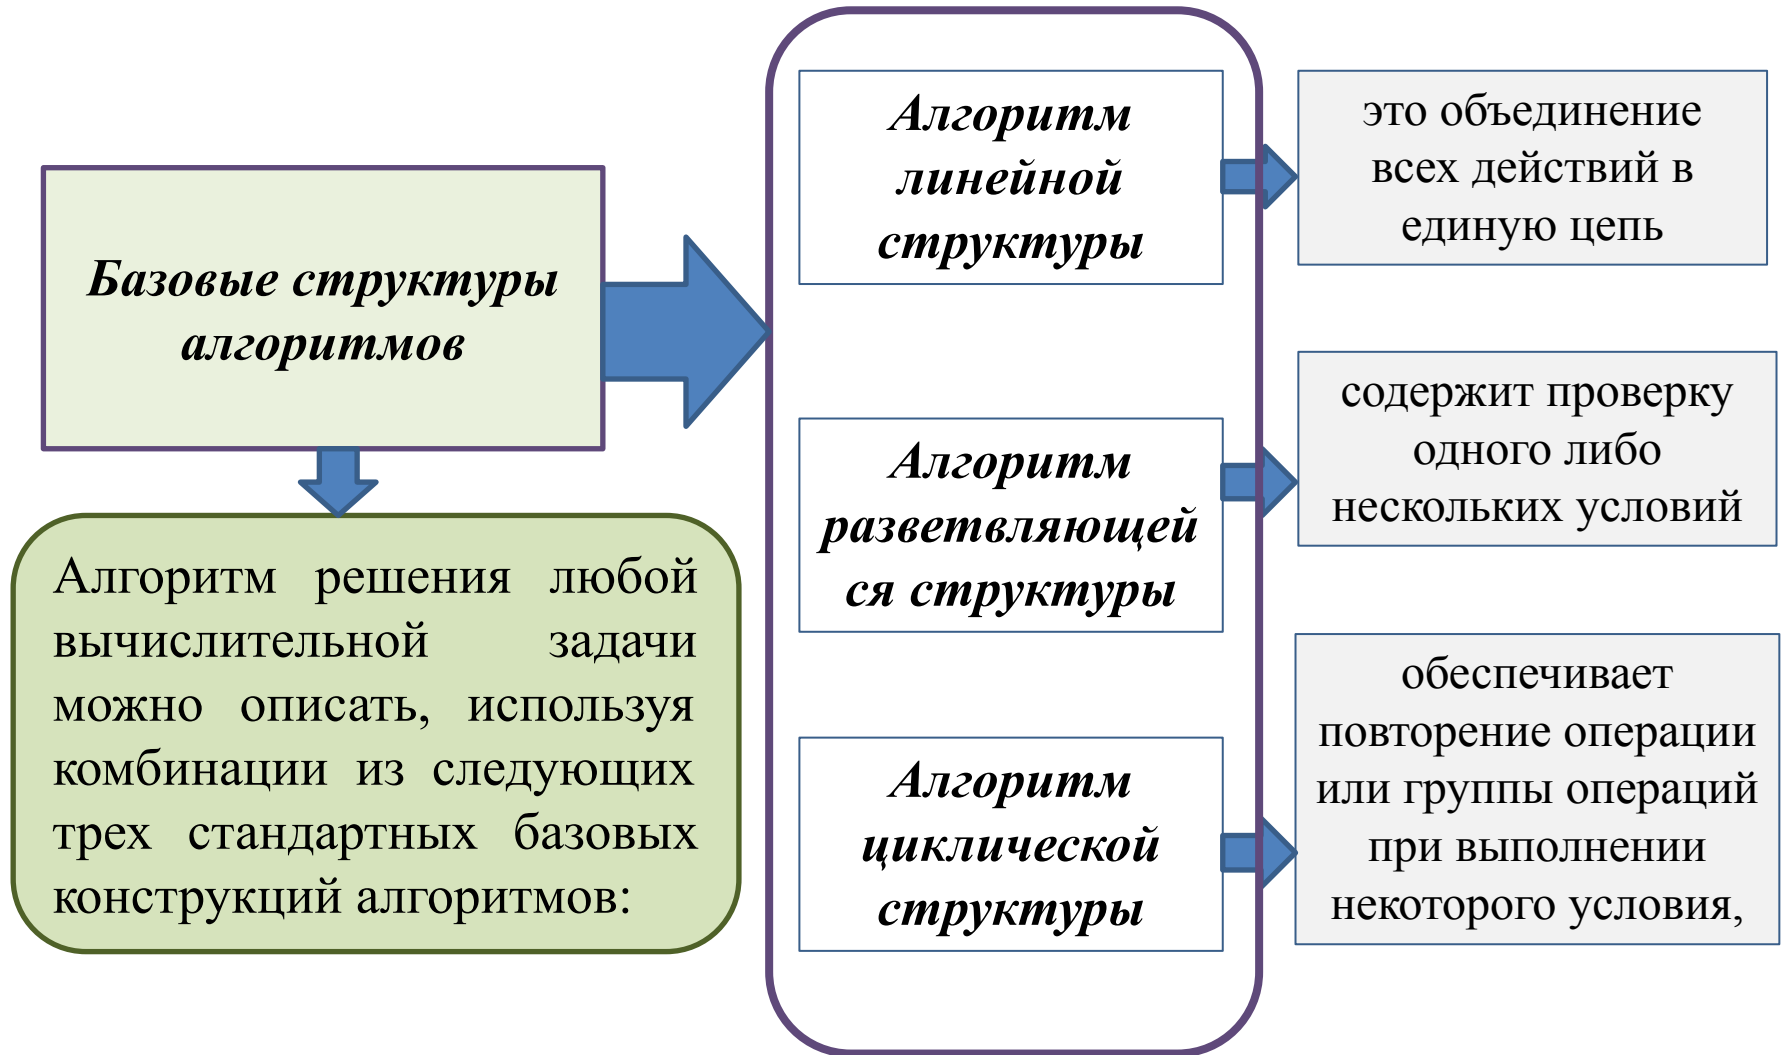 Базовые структуры
алгоритмов
Алгоритм решения любой
вычислительной задачи
можно описать, используя
комбинации из следующих
трех стандартных базовых
конструкций алгоритмов:
Алгоритм
линейной
структуры
это объединение
всех действий в
единую цепь
Алгоритм
разветвляющей
ся структуры
содержит проверку
одного либо
нескольких условий
Алгоритм
циклической
структуры
обеспечивает
повторение операции
или группы операций
при выполнении
некоторого условия,